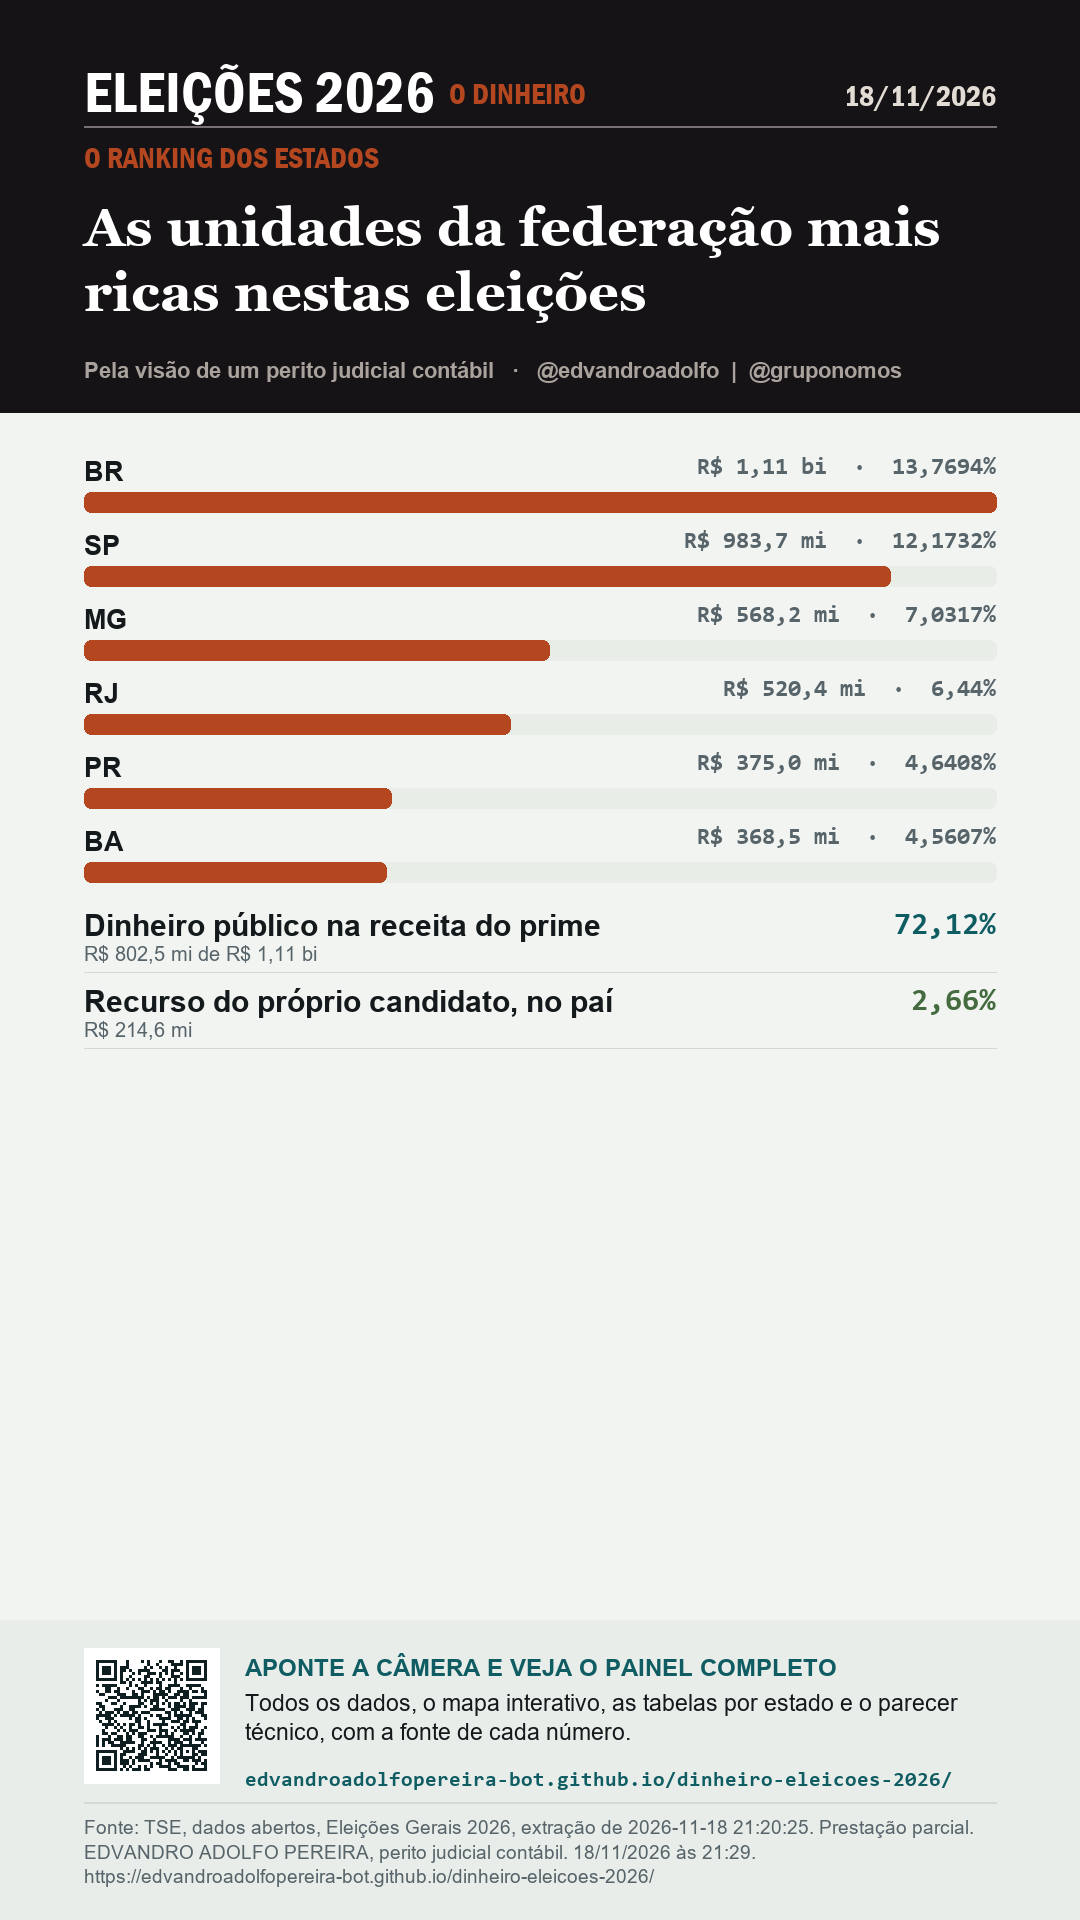 ELEIÇÕES 2026 O DINHEIRO 18/11/2026
O RANKING DOS ESTADOS
As unidades da federação mais
ricas nestas eleições
Pela visão de um perito judicial contábil · @edvandroadolfo | @gruponomos
BR R$ 1,11 bi · 13,7694%
SP R$ 983,7 mi · 12,1732%
MG R$ 568,2 mi · 7,0317%
RJ R$ 520,4 mi · 6,44%
PR R$ 375,0 mi · 4,6408%
BA R$ 368,5 mi · 4,5607%
Dinheiro público na receita do prime 72,12%
R$ 802,5 mi de R$ 1,11 bi
Recurso do próprio candidato, no paí 2,66%
R$ 214,6 mi
APONTE A CÂMERA E VEJA O PAINEL COMPLETO
Todos os dados, o mapa interativo, as tabelas por estado e o parecer
técnico, com a fonte de cada número.
edvandroadolfopereira-bot.github.io/dinheiro-eleicoes-2026/
Fonte: TSE, dados abertos, Eleições Gerais 2026, extração de 2026-11-18 21:20:25. Prestação parcial.
EDVANDRO ADOLFO PEREIRA, perito judicial contábil. 18/11/2026 às 21:29.
https://edvandroadolfopereira-bot.github.io/dinheiro-eleicoes-2026/